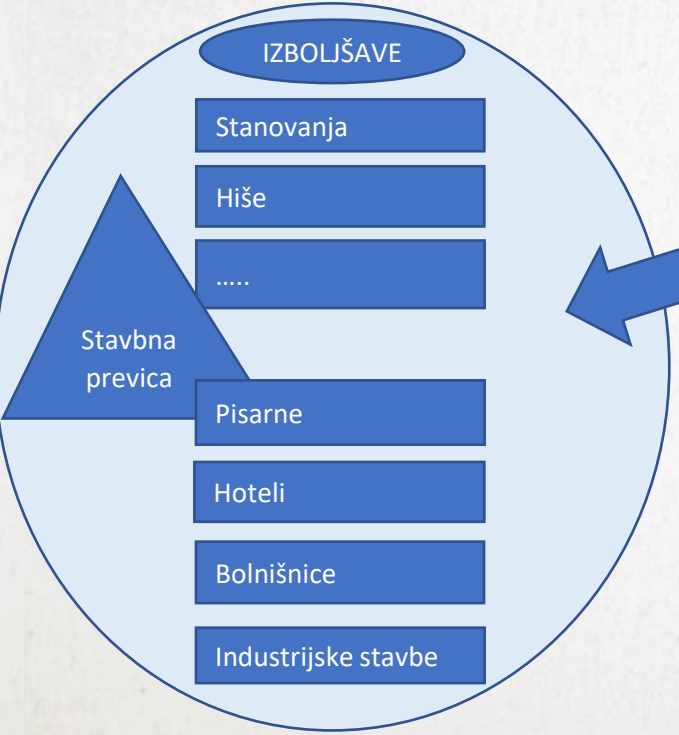 IZBOLJŠAVE
Stanovanja
Hiše
…..
Stavbna
previca
Pisarne
Hoteli
Bolnišnice
Industrijske stavbe